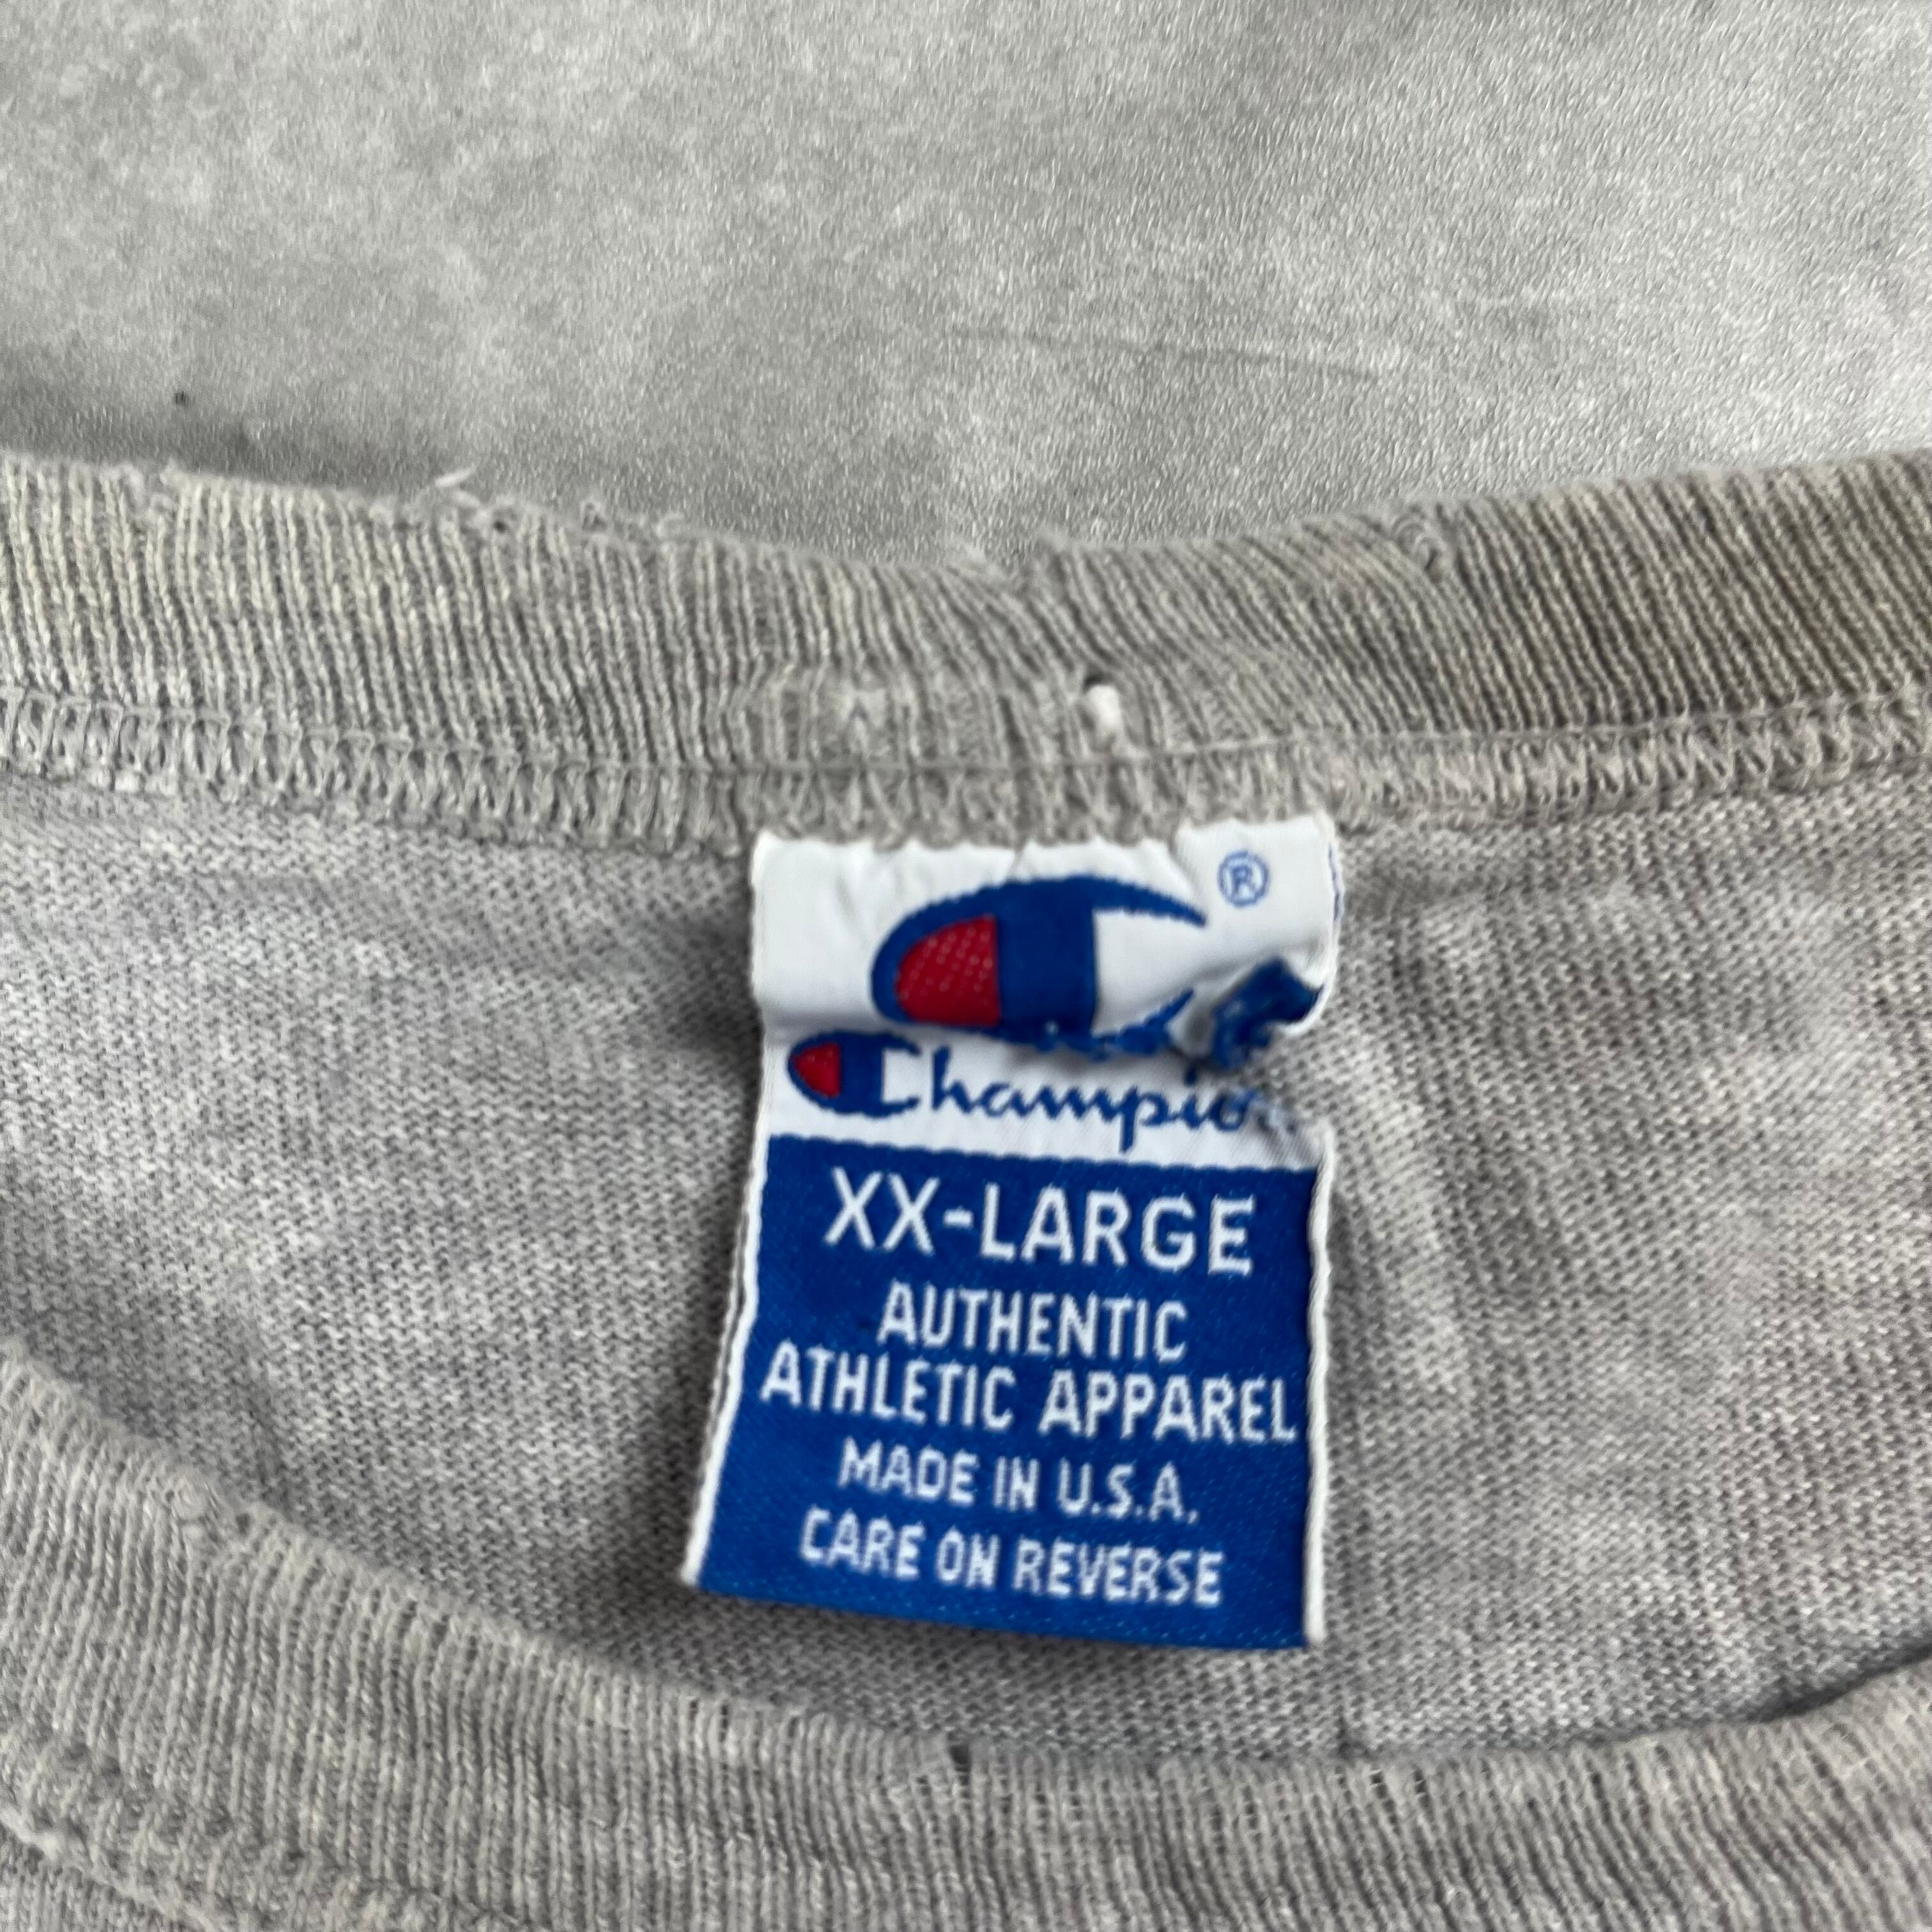 ®
Champion
XX-LARGE
AUTHENTIC
ATHLETIC APPAREL
MADE IN U.S.A.
CARE ON REVERSE